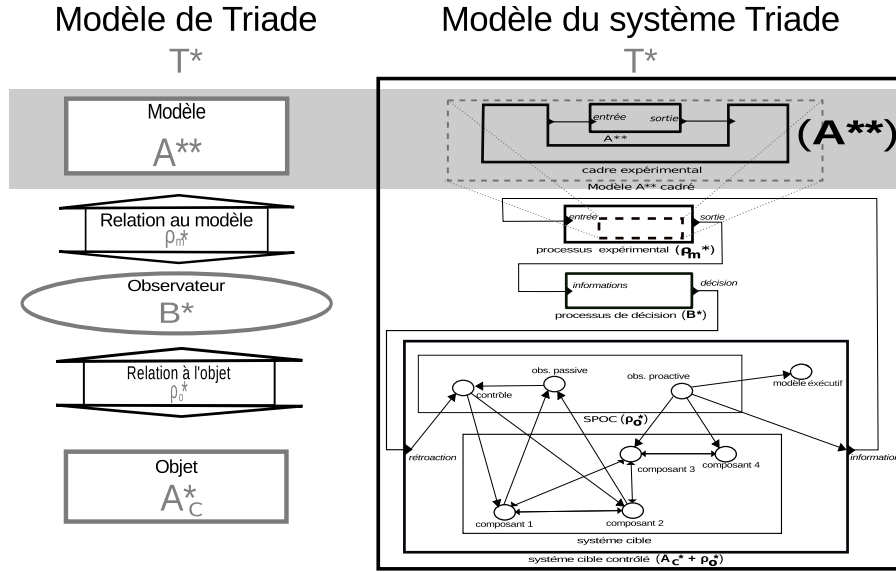 Modèle de Triade
T*
Modèle
A**
Relation au modèle
ρm*
Observateur
B*
Relation à l'objet
ρo*
Objet
A*C
Modèle du système Triade
T*
entrée
sortie
A**
(A**)
cadre expérimental
Modèle A** cadré
entrée
sortie
processus expérimental (ρm*)
informations
décision
processus de décision (B*)
obs. passive
obs. proactive
contrôle
modèle éxécutif
SPOC (ρo*)
rétroaction
information
composant 3
composant 4
composant 1
composant 2
système cible
systéme cible contrôlé (Ac* + ρo*)